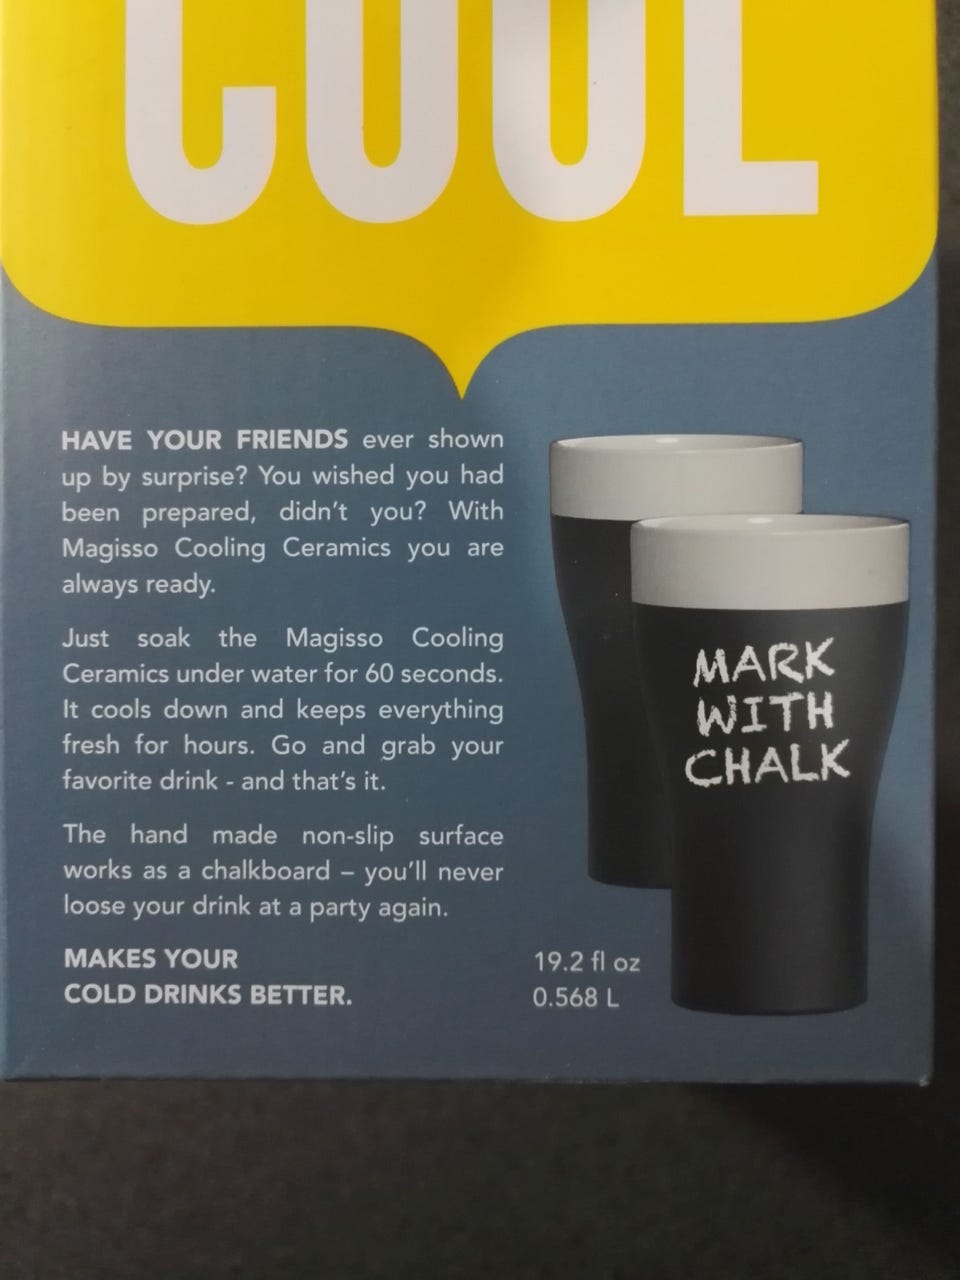 COOL
HAVE YOUR FRIENDS ever shown
up by surprise? You wished you had
been prepared, didn't you? With
Magisso Cooling Ceramics you are
always ready.
Just soak the Magisso Cooling
Ceramics under water for 60 seconds.
It cools down and keeps everything
fresh for hours. Go and grab your
favorite drink - and that's it.
The hand made non-slip surface
works as a chalkboard – you'll never
loose your drink at a party again.
MAKES YOUR
COLD DRINKS BETTER.
19.2 fl oz
0.568 L
MARK
WITH
CHALK